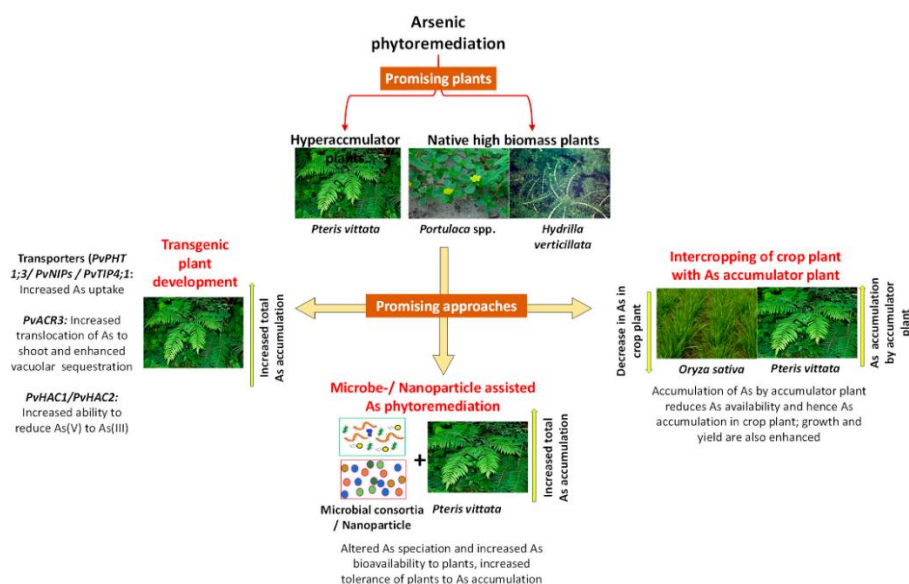 Arsenic
phytoremediation
Promising plants
Hyperaccmulator
plants
Native high biomass plants
Pteris vittata
Portuloca spp.
Hydrilla
verticillata
Transporters (PvPHT
1;3/ PvNIPs / PvTIP4;1:
Increased As uptake
PvACR3: Increased
translocation of As to
shoot and enhanced
vacuolar sequestration
PvHAC1/PvHAC2:
Increased ability to
reduce As(V) to As(III)
Transgenic
plant
development
Increased total
As accumulation
Promising approaches
Intercropping of crop plant
with As accumulator plant
Decrease in As in
crop plant
Oryza sativa
Pteris vittata
As accumulation
by accumulator
plant
Accumulation of As by accumulator plant
reduces As availability and hence As
accumulation in crop plant; growth and
yield are also enhanced
Microbe-/ Nanoparticle assisted
As phytoremediation
+
Microbial consortia
/ Nanoparticle
Pteris vittata
Increased total
As accumulation
Altered As speciation and increased As
bioavailability to plants, increased
tolerance of plants to As accumulation